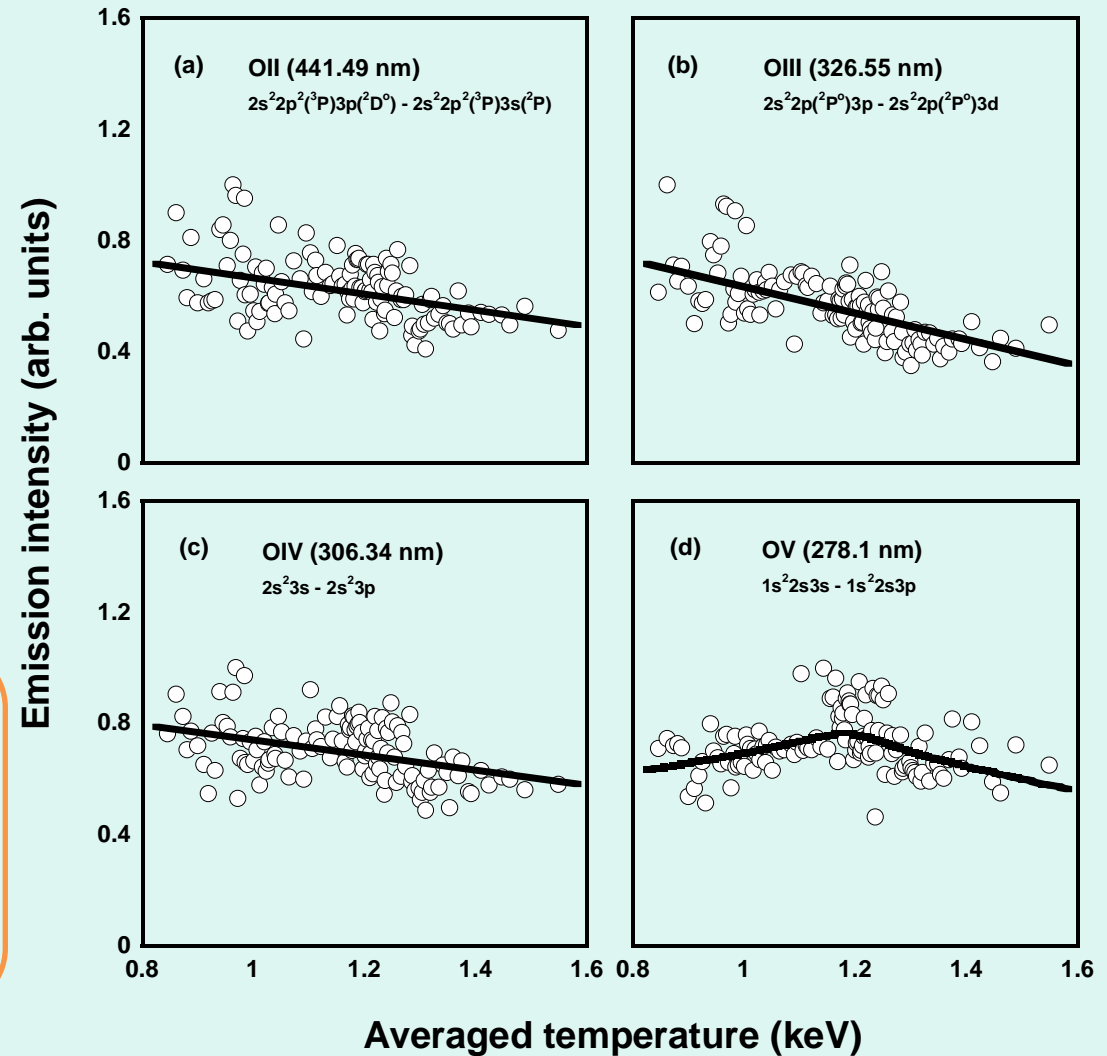 Emission intensity (arb. units)
1.6
1.2
0.8
0.4
0
(a) OII (441.49 nm)
2s²2p²(³P)3p(²Dᵒ) - 2s²2p²(³P)3s(²P)
(b) OIII (326.55 nm)
2s²2p(²Pᵒ)3p - 2s²2p(²Pᵒ)3d
1.6
1.2
0.8
0.4
0
(c) OIV (306.34 nm)
2s²3s - 2s²3p
(d) OV (278.1 nm)
1s²2s3s - 1s²2s3p
0.8 1 1.2 1.4 1.6 0.8 1 1.2 1.4 1.6
Averaged temperature (keV)